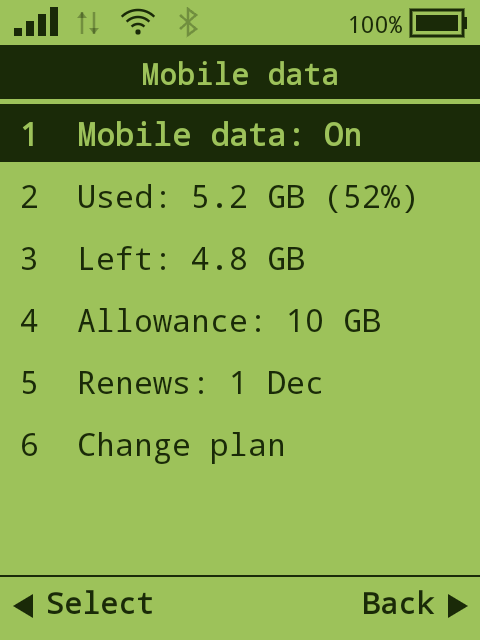 100%
Mobile data
1 Mobile data: On
2 Used: 5.2 GB (52%)
3 Left: 4.8 GB
4 Allowance: 10 GB
5 Renews: 1 Dec
6 Change plan
Select Back